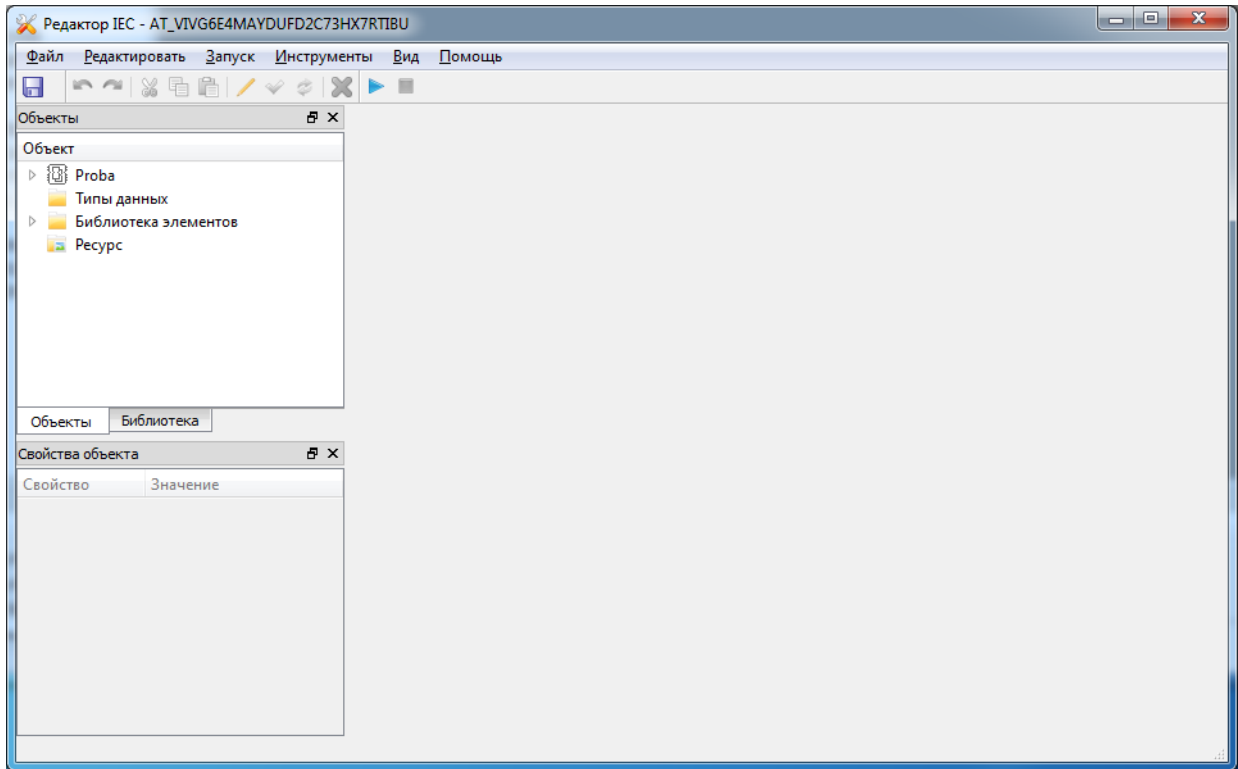 Редактор IEC - AT_VIVG6E4MAYDUFD2C73HX7RTIBU
Файл Редактировать Запуск Инструменты Вид Помощь
Объекты
Объект
Proba
Типы данных
Библиотека элементов
Ресурс
Объекты Библиотека
Свойства объекта
Свойство Значение